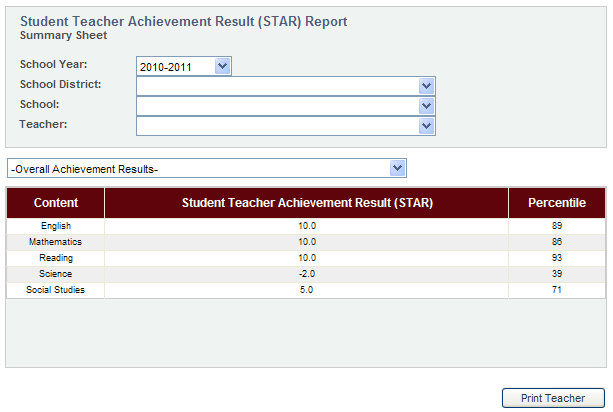 Student Teacher Achievement Result (STAR) Report
Summary Sheet
School Year: 2010-2011
School District:
School:
Teacher:
-Overall Achievement Results-
Content Student Teacher Achievement Result (STAR) Percentile
English 10.0 89
Mathematics 10.0 86
Reading 10.0 93
Science -2.0 39
Social Studies 5.0 71
Print Teacher